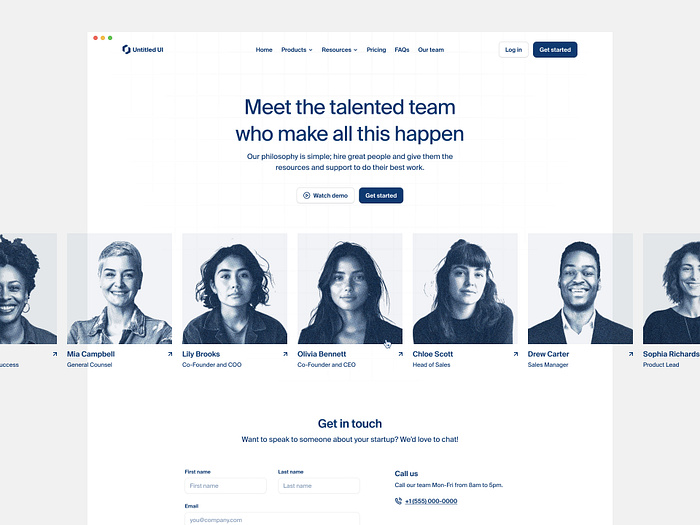 Untitled UI
Home
Products
Resources
Pricing
FAQs
Our team
Log in
Get started
Meet the talented team
who make all this happen
Our philosophy is simple; hire great people and give them the
resources and support to do their best work.
Watch demo
Get started
uccess
Mia Campbell
General Counsel
Lily Brooks
Co-Founder and COO
Olivia Bennett
Co-Founder and CEO
Chloe Scott
Head of Sales
Drew Carter
Sales Manager
Sophia Richards
Product Lead
Get in touch
Want to speak to someone about your startup? We'd love to chat!
First name
Last name
First name
Last name
Email
you@company.com
Call us
Call our team Mon-Fri from 8am to 5pm.
+1 (555) 000-0000